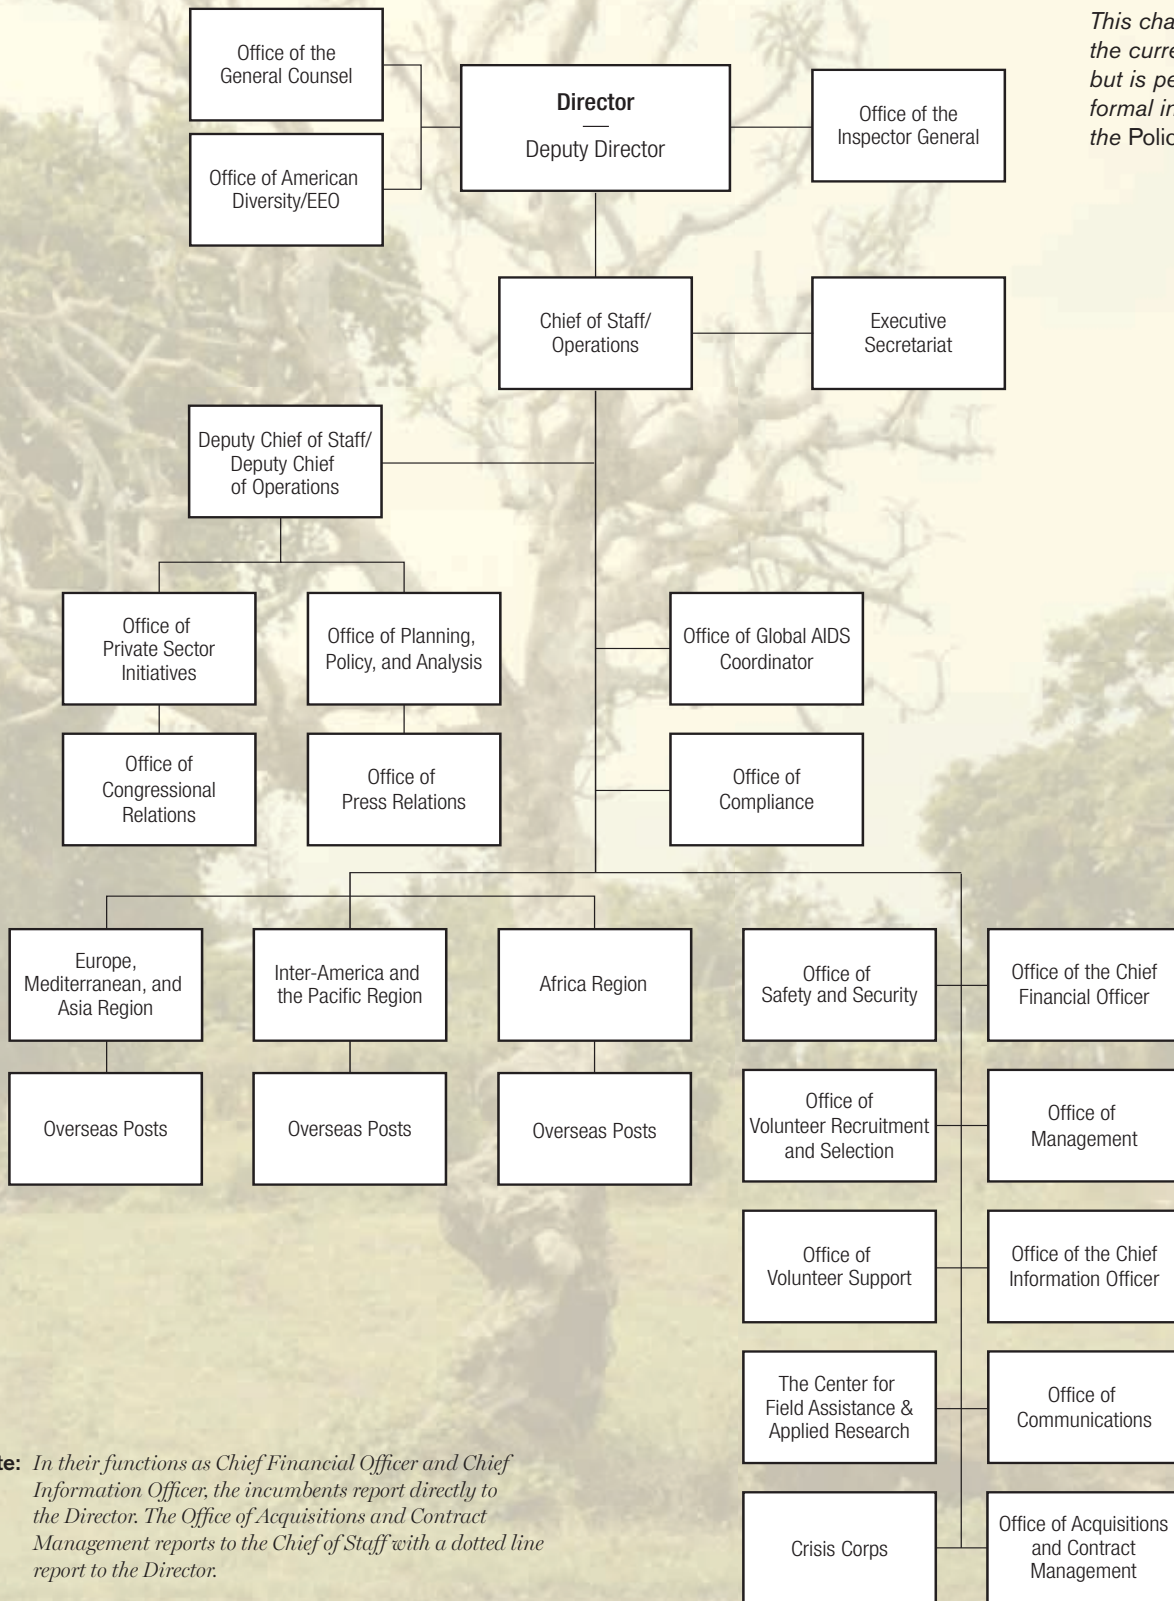 Office of the
General Counsel
Director
Deputy Director
Office of the
Inspector General
This cha
the curre
but is pe
formal in
the Polic
Office of American
Diversity/EEO
Chief of Staff/
Operations
Executive
Secretariat
Deputy Chief of Staff/
Deputy Chief
of Operations
Office of
Private Sector
Initiatives
Office of Planning,
Policy, and Analysis
Office of Global AIDS
Coordinator
Office of
Congressional
Relations
Office of
Press Relations
Office of
Compliance
Europe,
Mediterranean, and
Asia Region
Inter-America and
the Pacific Region
Africa Region
Office of
Safety and Security
Office of the Chief
Financial Officer
Overseas Posts
Overseas Posts
Overseas Posts
Office of
Volunteer Recruitment
and Selection
Office of
Management
Office of
Volunteer Support
Office of the Chief
Information Officer
The Center for
Field Assistance &
Applied Research
Office of
Communications
Crisis Corps
Office of Acquisitions
and Contract
Management
te: In their functions as Chief Financial Officer and Chief
Information Officer, the incumbents report directly to
the Director. The Office of Acquisitions and Contract
Management reports to the Chief of Staff with a dotted line
report to the Director.